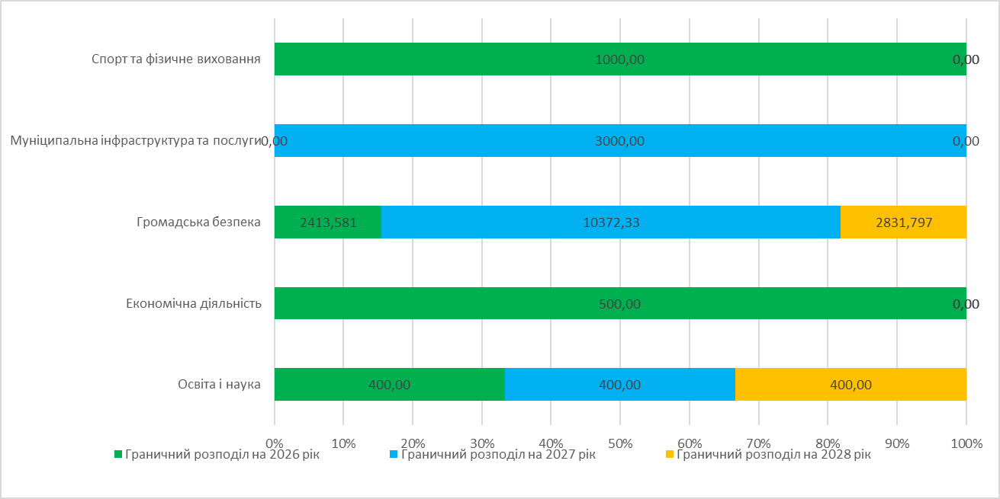 Спорт та фізичне виховання 1000,00 0,00
Муніципальна інфраструктура та послуги 0,00 3000,00 0,00
Громадська безпека 2413,581 10372,33 2831,797
Економічна діяльність 500,00 0,00
Освіта і наука 400,00 400,00 400,00
0% 10% 20% 30% 40% 50% 60% 70% 80% 90% 100%
Граничний розподіл на 2026 рік Граничний розподіл на 2027 рік Граничний розподіл на 2028 рік